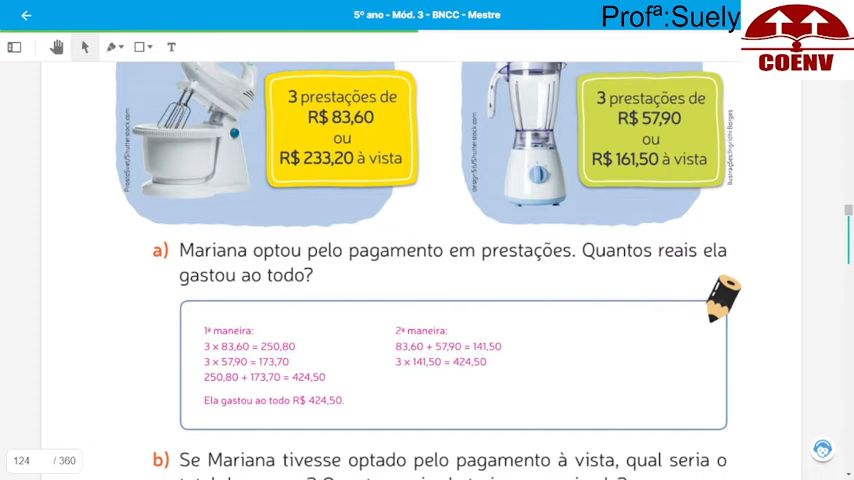 5º ano - Mód. 3 - BNCC - Mestre
Profª:Suely
COENV
3 prestações de
R$ 83,60
ou
R$ 233,20 à vista
3 prestações de
R$ 57,90
ou
R$ 161,50 à vista
a) Mariana optou pelo pagamento em prestações. Quantos reais ela
gastou ao todo?
1ª maneira:
3 x 83,60 = 250,80
3 x 57,90 = 173,70
250,80 + 173,70 = 424,50
Ela gastou ao todo R$ 424,50.
2ª maneira:
83,60 + 57,90 = 141,50
3 x 141,50 = 424,50
b) Se Mariana tivesse optado pelo pagamento à vista, qual seria o
124 / 360